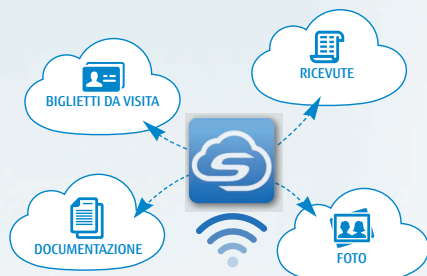 RICEVUTE
BIGLIETTI DA VISITA
S
DOCUMENTAZIONE
FOTO